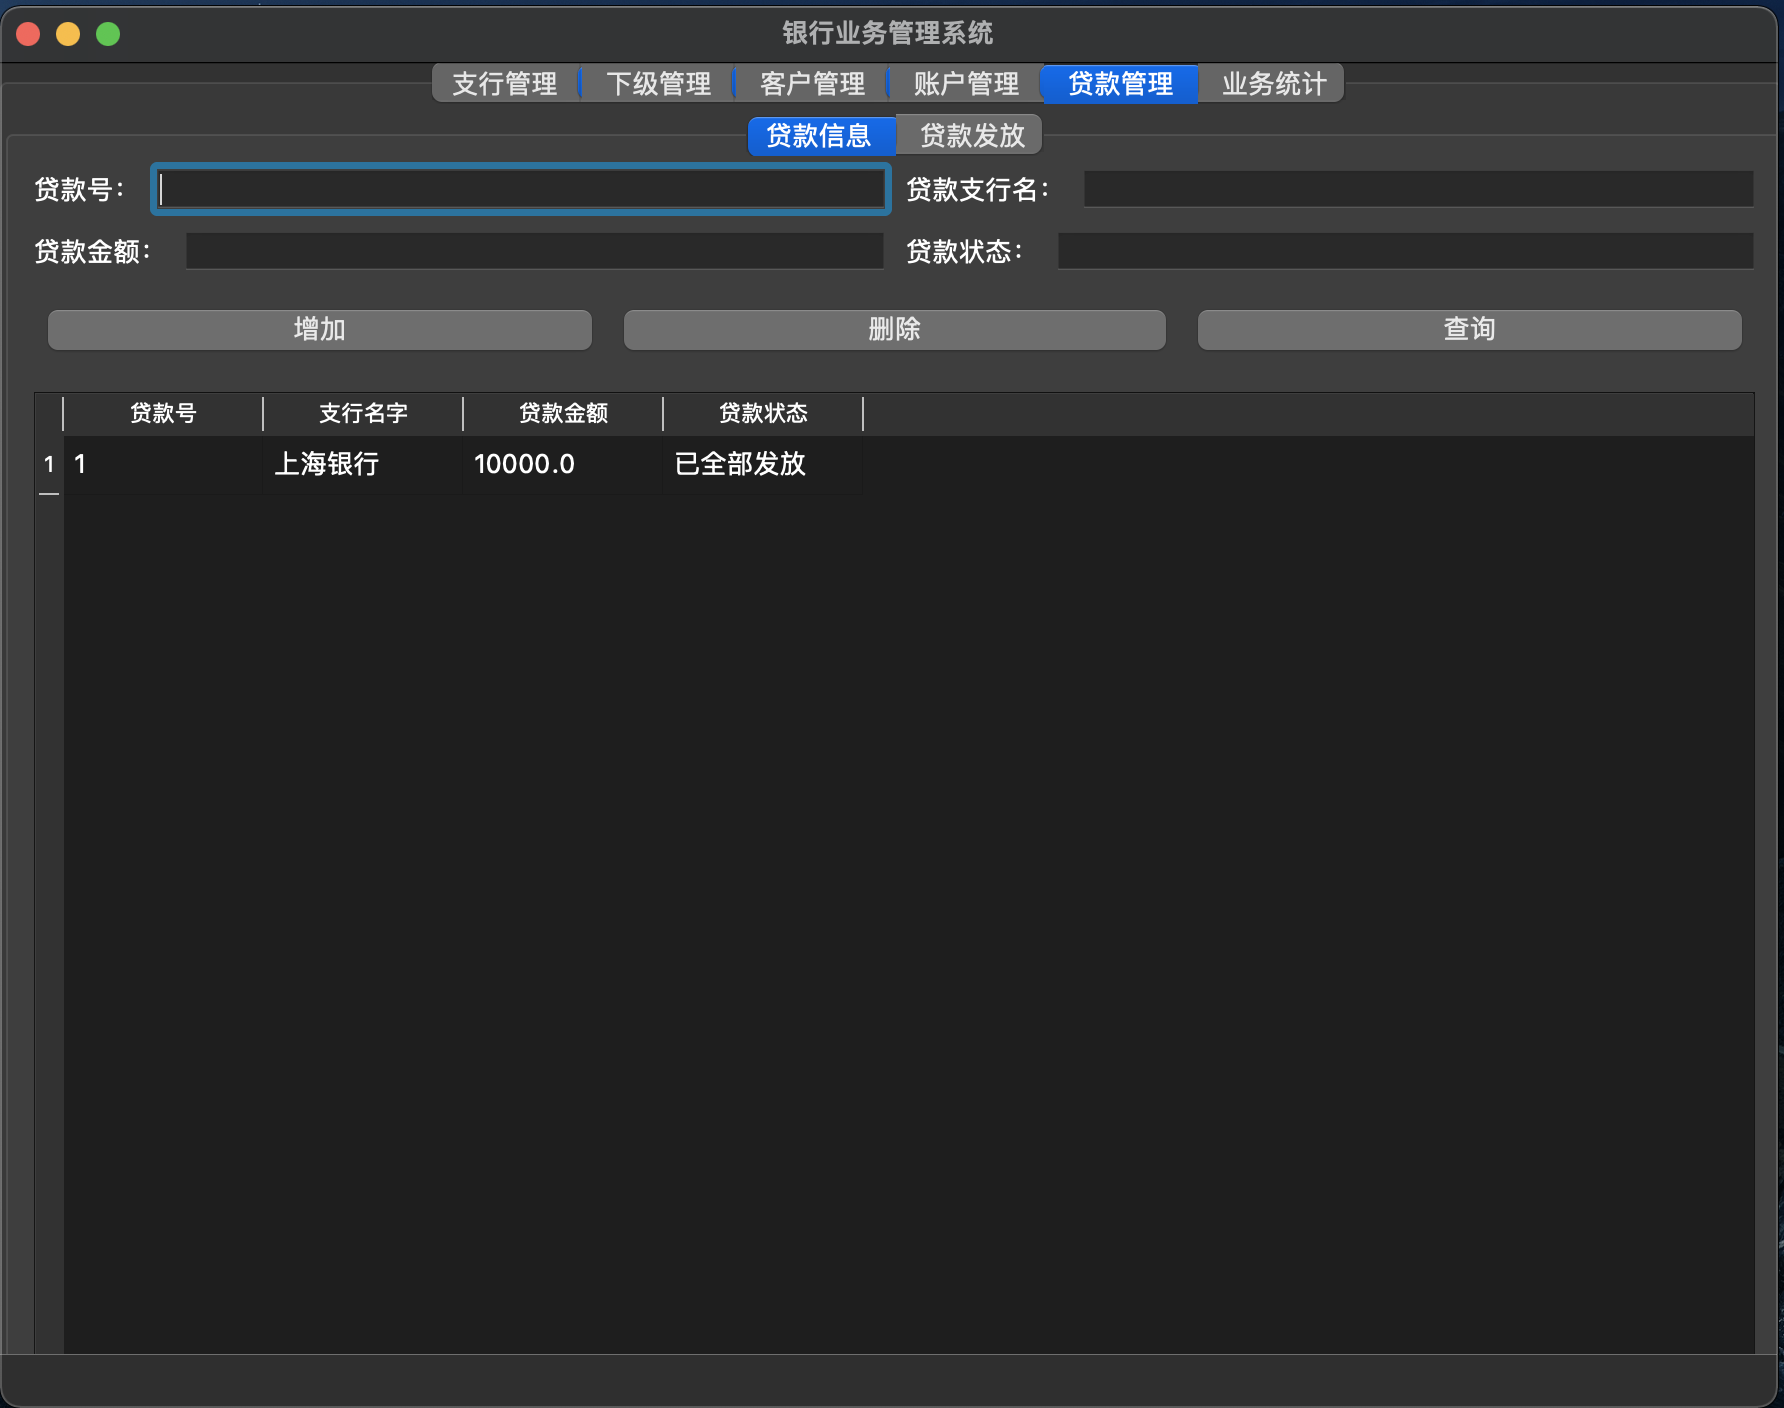 银行业务管理系统
支行管理 下级管理 客户管理 账户管理 贷款管理 业务统计
贷款信息 贷款发放
贷款号： 贷款支行名：
贷款金额： 贷款状态：
增加 删除 查询
贷款号 支行名字 贷款金额 贷款状态
1 1 上海银行 10000.0 已全部发放